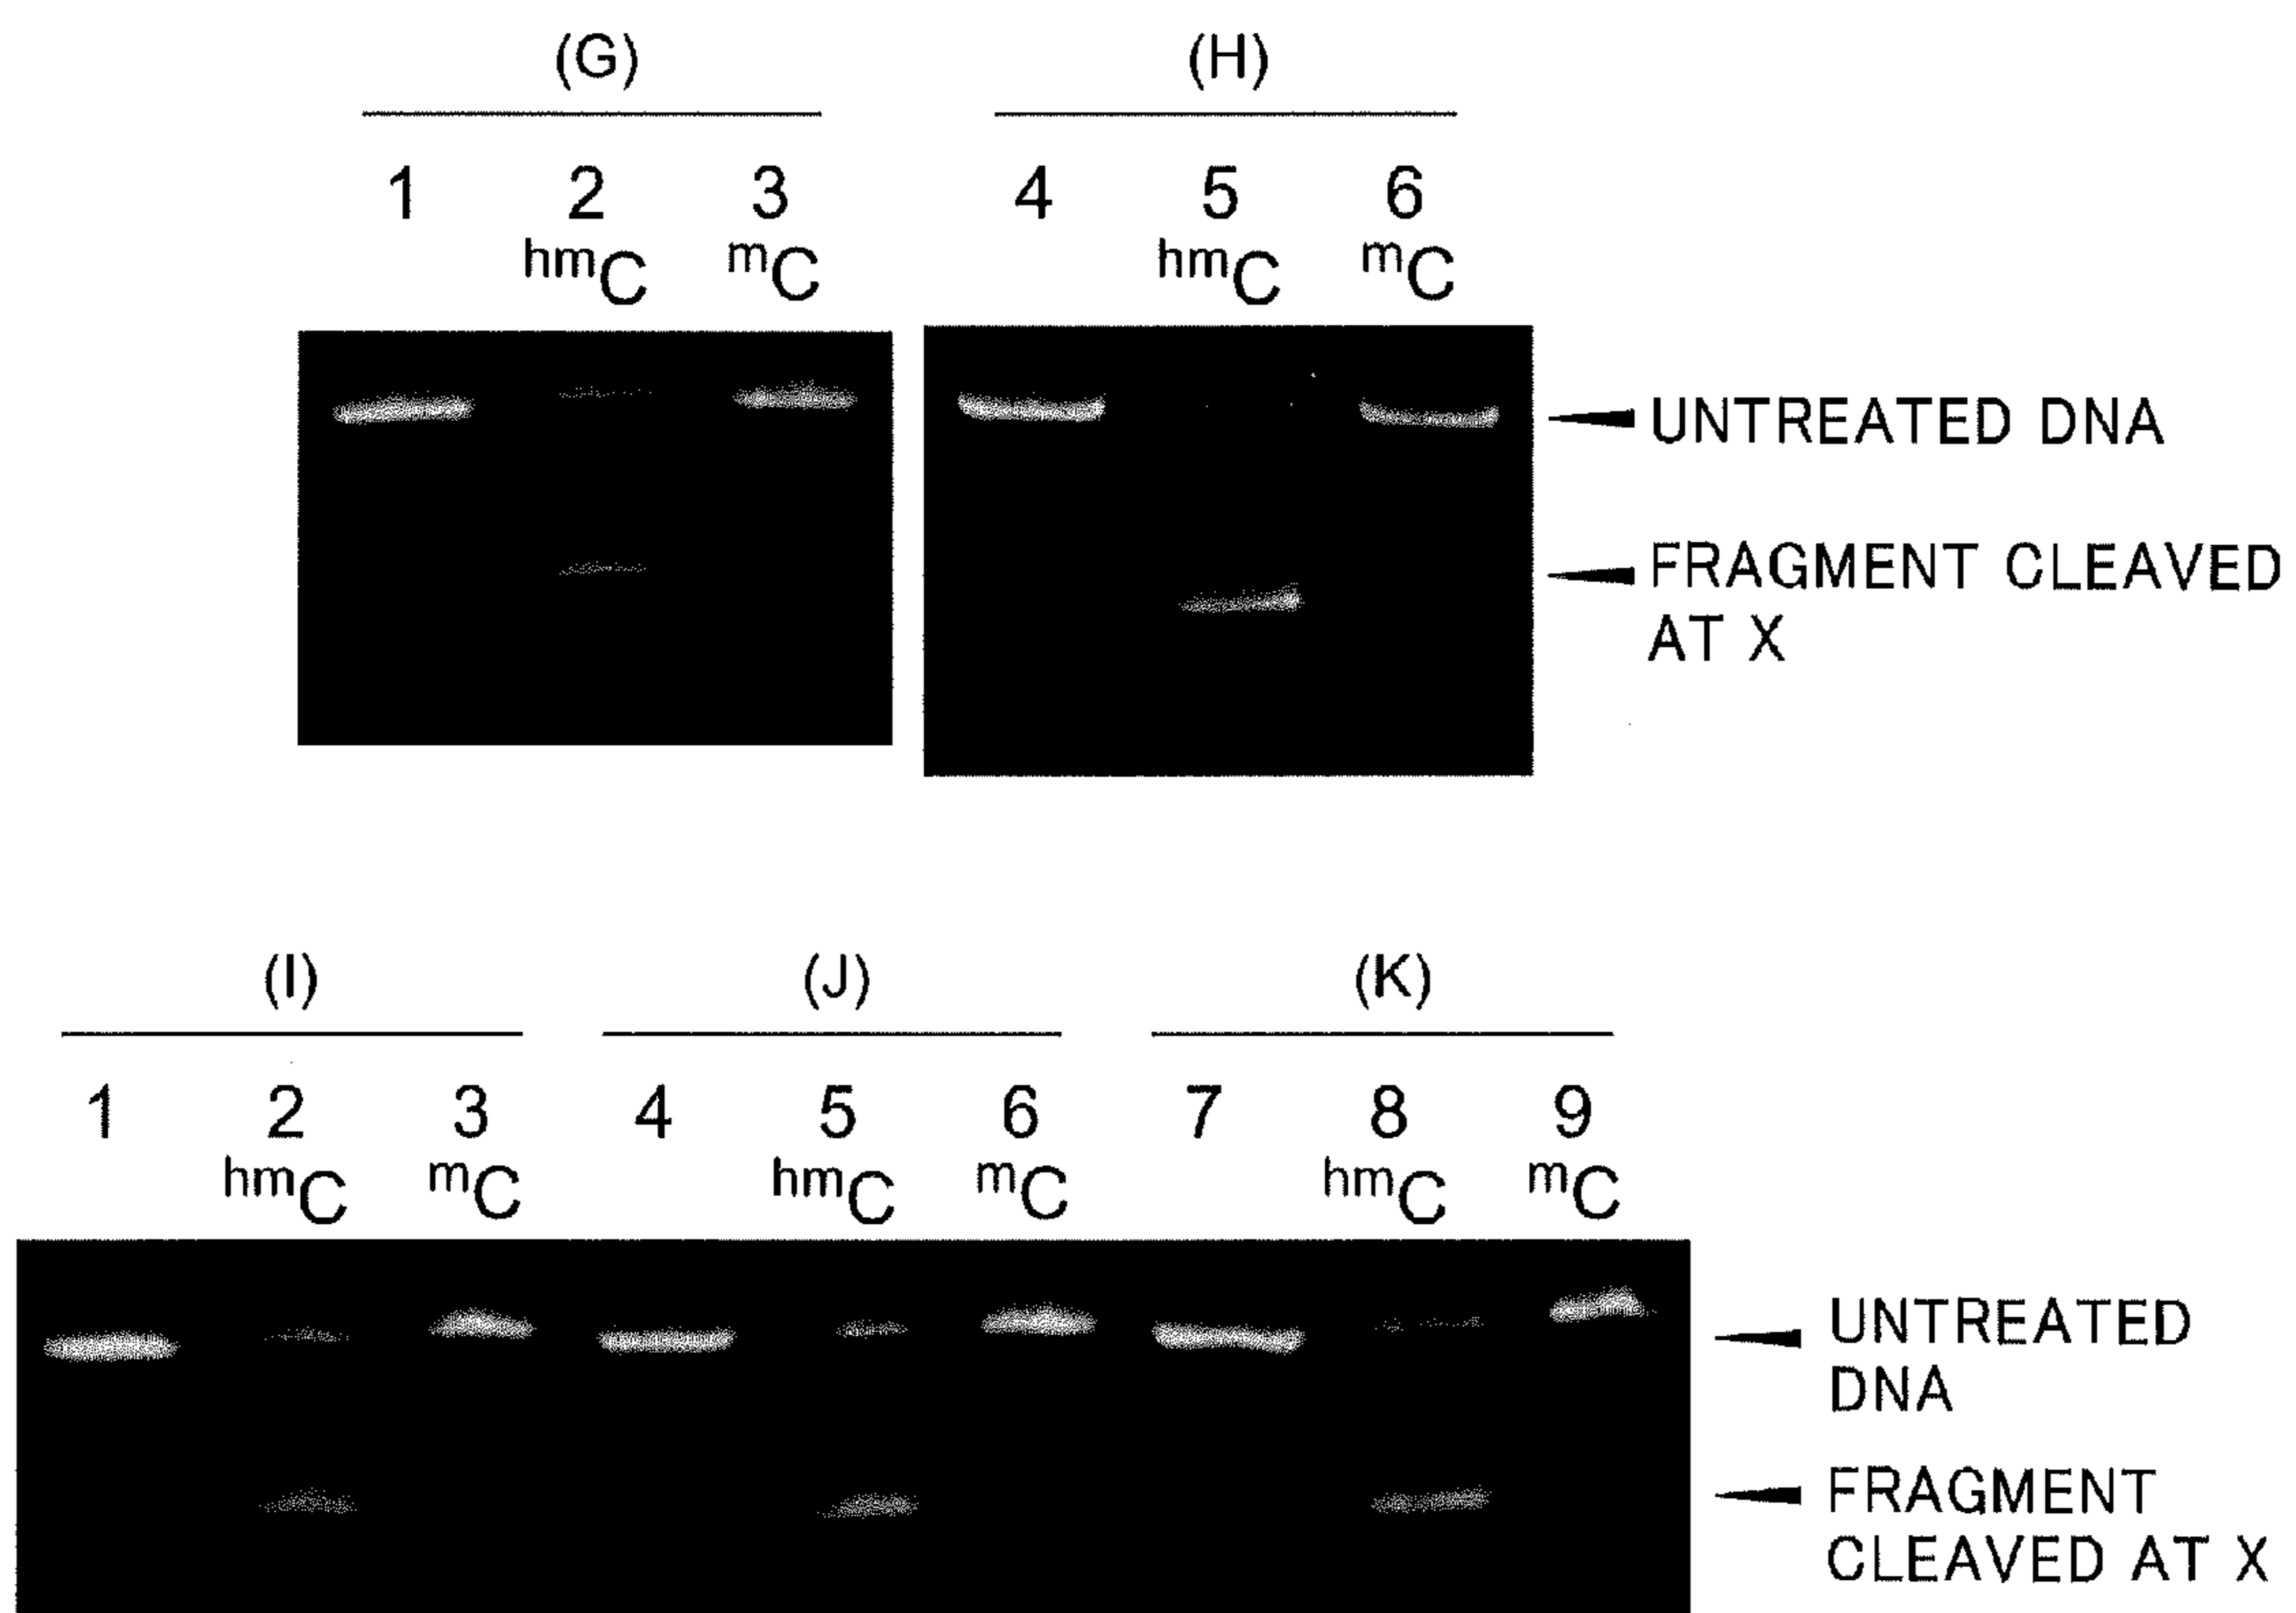 (G) (H)
1 2 3 4 5 6
hmC mC hmC mC
UNTREATED DNA
FRAGMENT CLEAVED
AT X
(I) (J) (K)
1 2 3 4 5 6 7 8 9
hmC mC hmC mC hmC mC
UNTREATED
DNA
FRAGMENT
CLEAVED AT X